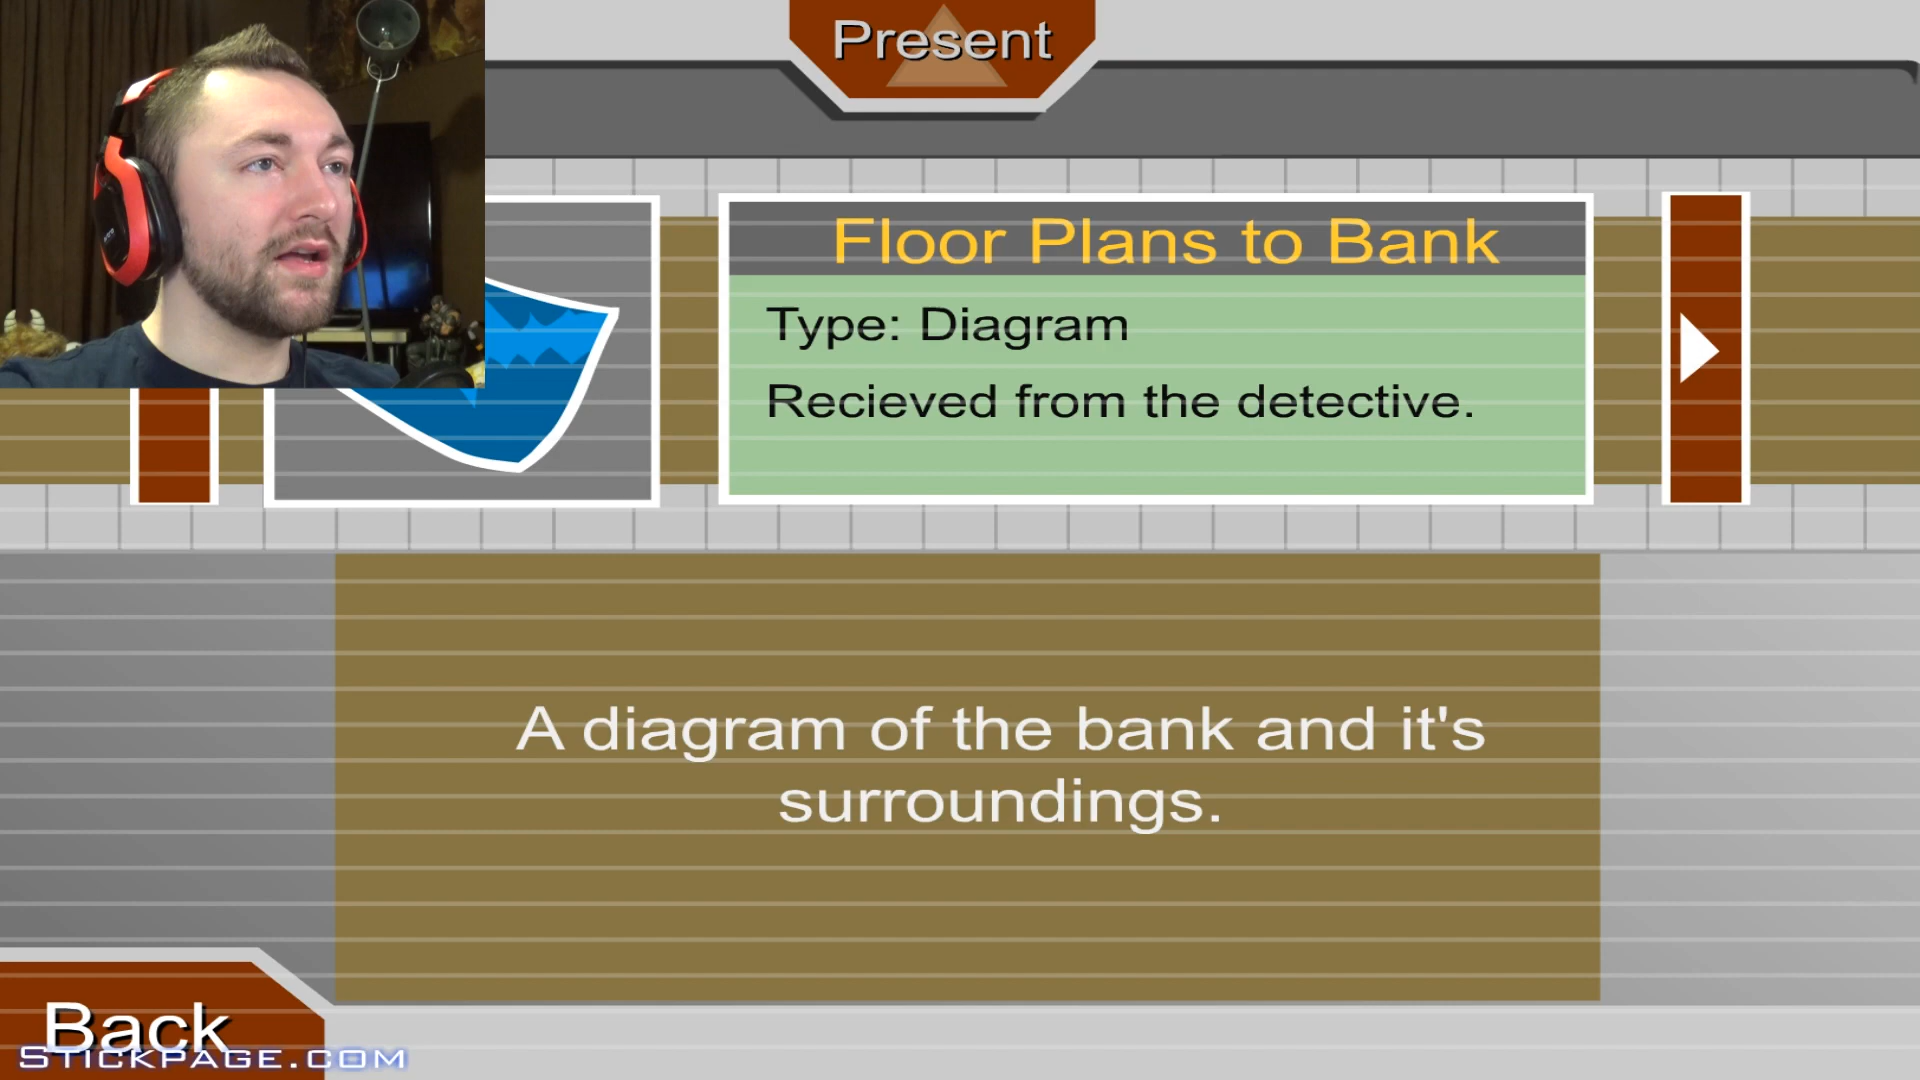 Present
Floor Plans to Bank
Type: Diagram
Recieved from the detective.
A diagram of the bank and it's
surroundings.
Back
STICKPAGE.COM